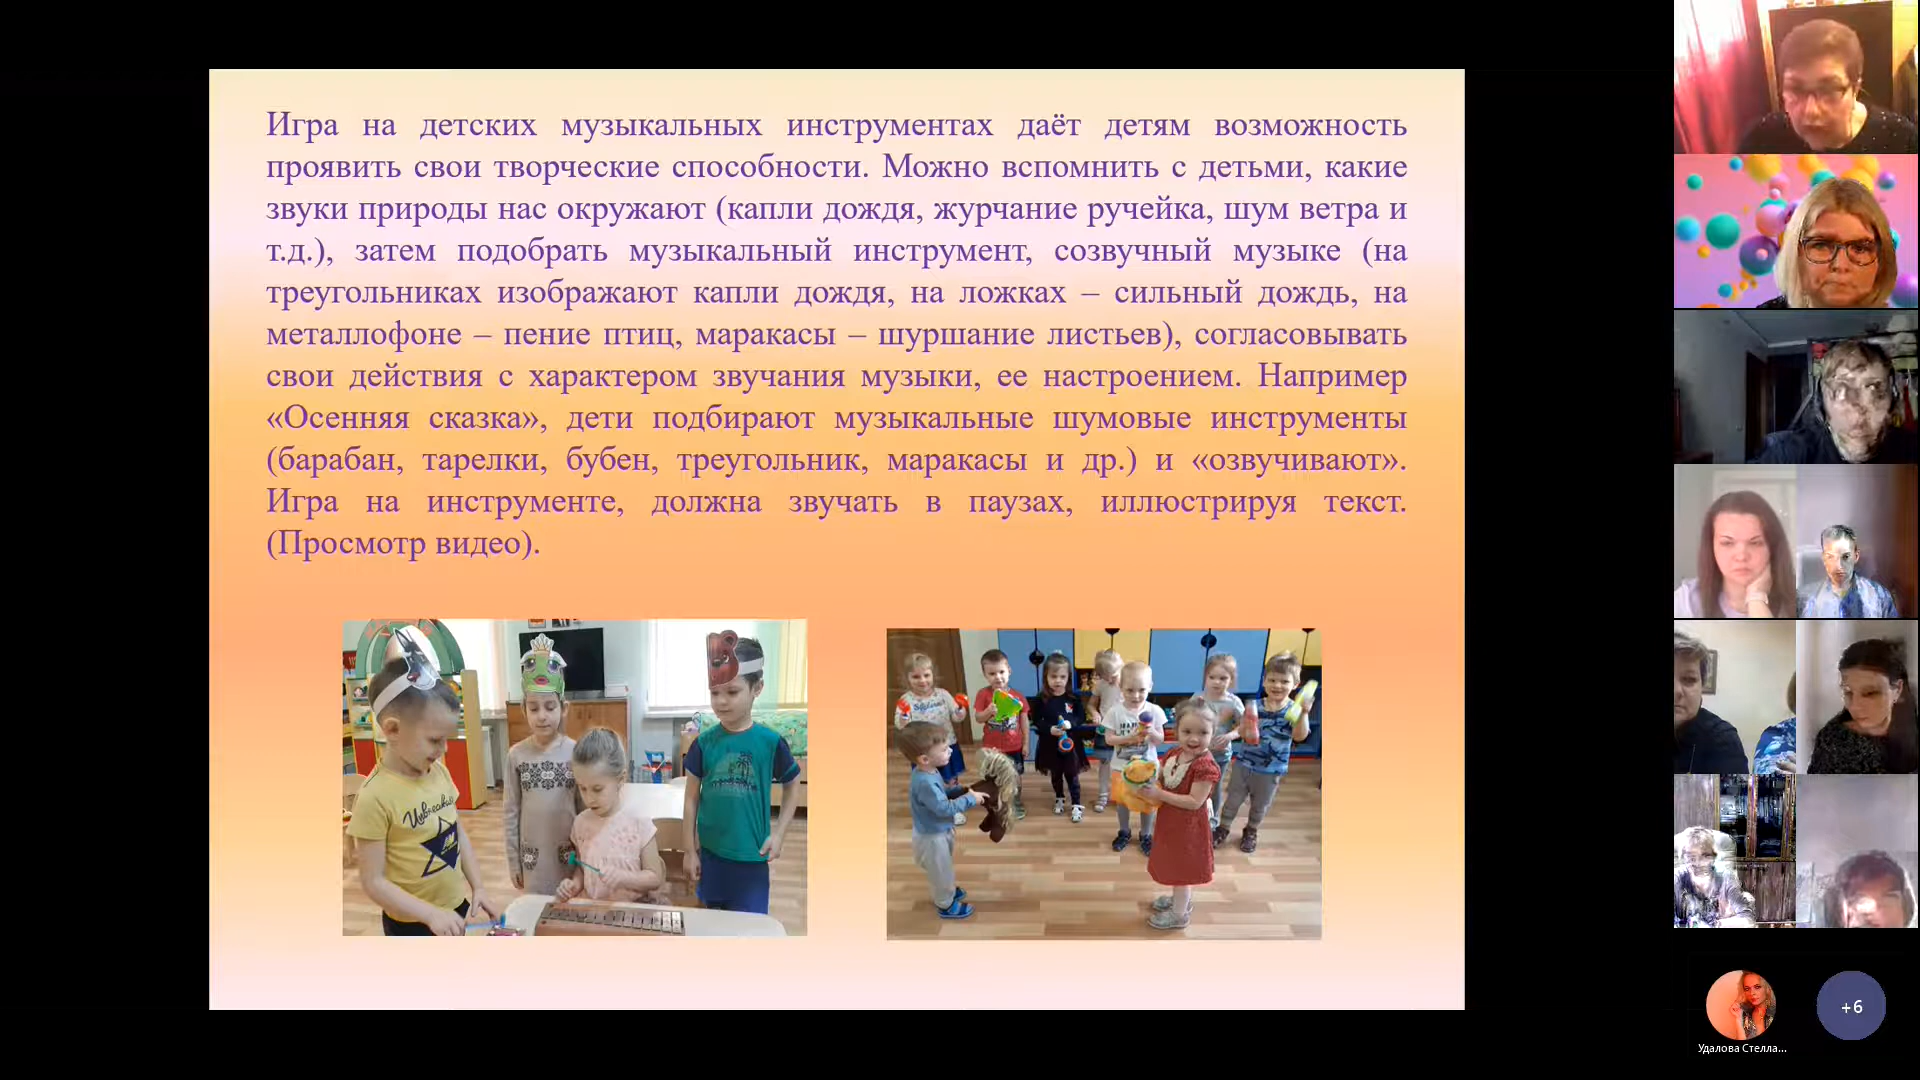 Игра на детских музыкальных инструментах даёт детям возможность
проявить свои творческие способности. Можно вспомнить с детьми, какие
звуки природы нас окружают (капли дождя, журчание ручейка, шум ветра и
т.д.), затем подобрать музыкальный инструмент, созвучный музыке (на
треугольниках изображают капли дождя, на ложках – сильный дождь, на
металлофоне – пение птиц, маракасы – шуршание листьев), согласовывать
свои действия с характером звучания музыки, ее настроением. Например
«Осенняя сказка», дети подбирают музыкальные шумовые инструменты
(барабан, тарелки, бубен, треугольник, маракасы и др.) и «озвучивают».
Игра на инструменте, должна звучать в паузах, иллюстрируя текст.
(Просмотр видео).
+6
Удалова Стелла...